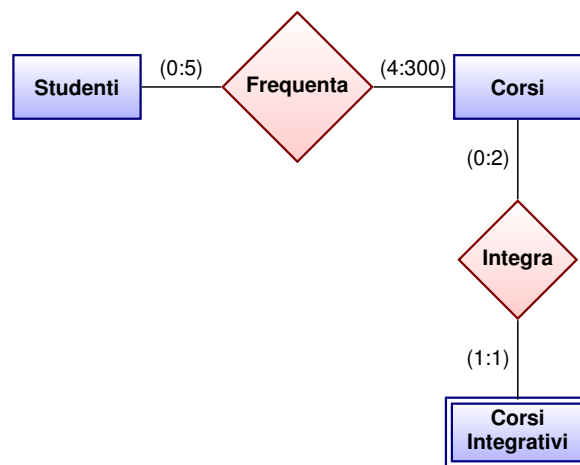 (0:5)
(4:300)
Studenti
Frequenta
Corsi
(0:2)
Integra
(1:1)
Corsi
Integrativi